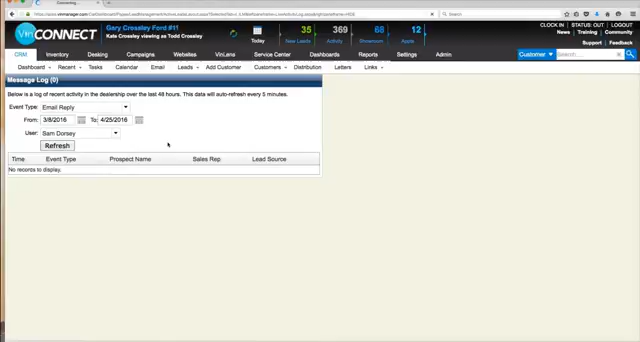 Connecting...
Search
VinCONNECT
Gary Crossley Ford #11
Kate Crossley viewing as Todd Crossley
Today
35 New Leads
369 Activity
68 Showroom
12 Appts
CLOCK IN STATUS: OUT LOGOUT
News Training Community
Support Feedback
CRM Inventory Desking Campaigns Websites VinLens Service Center Dashboards Reports Settings Admin
Customer Search...
Dashboard Recent Tasks Calendar Email Leads Add Customer Customers Distribution Letters Links
Message Log (0)
Below is a log of recent activity in the dealership over the last 48 hours. This data will auto-refresh every 5 minutes.
Event Type: Email Reply
From: 3/8/2016 To: 4/25/2016
User: Sam Dorsey
Refresh
Time Event Type Prospect Name Sales Rep Lead Source
No records to display.